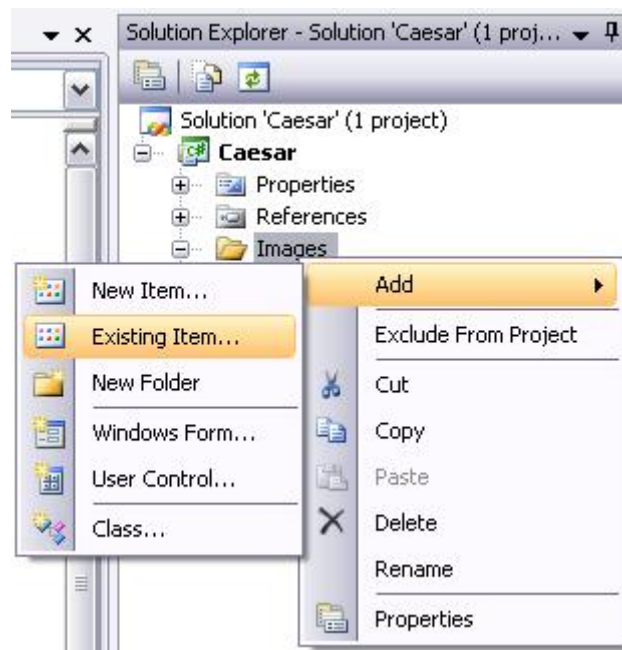 Solution Explorer - Solution 'Caesar' (1 proj...
Solution 'Caesar' (1 project)
Caesar
Properties
References
Images
New Item...
Existing Item...
New Folder
Windows Form...
User Control...
Class...
Add
Exclude From Project
Cut
Copy
Paste
Delete
Rename
Properties